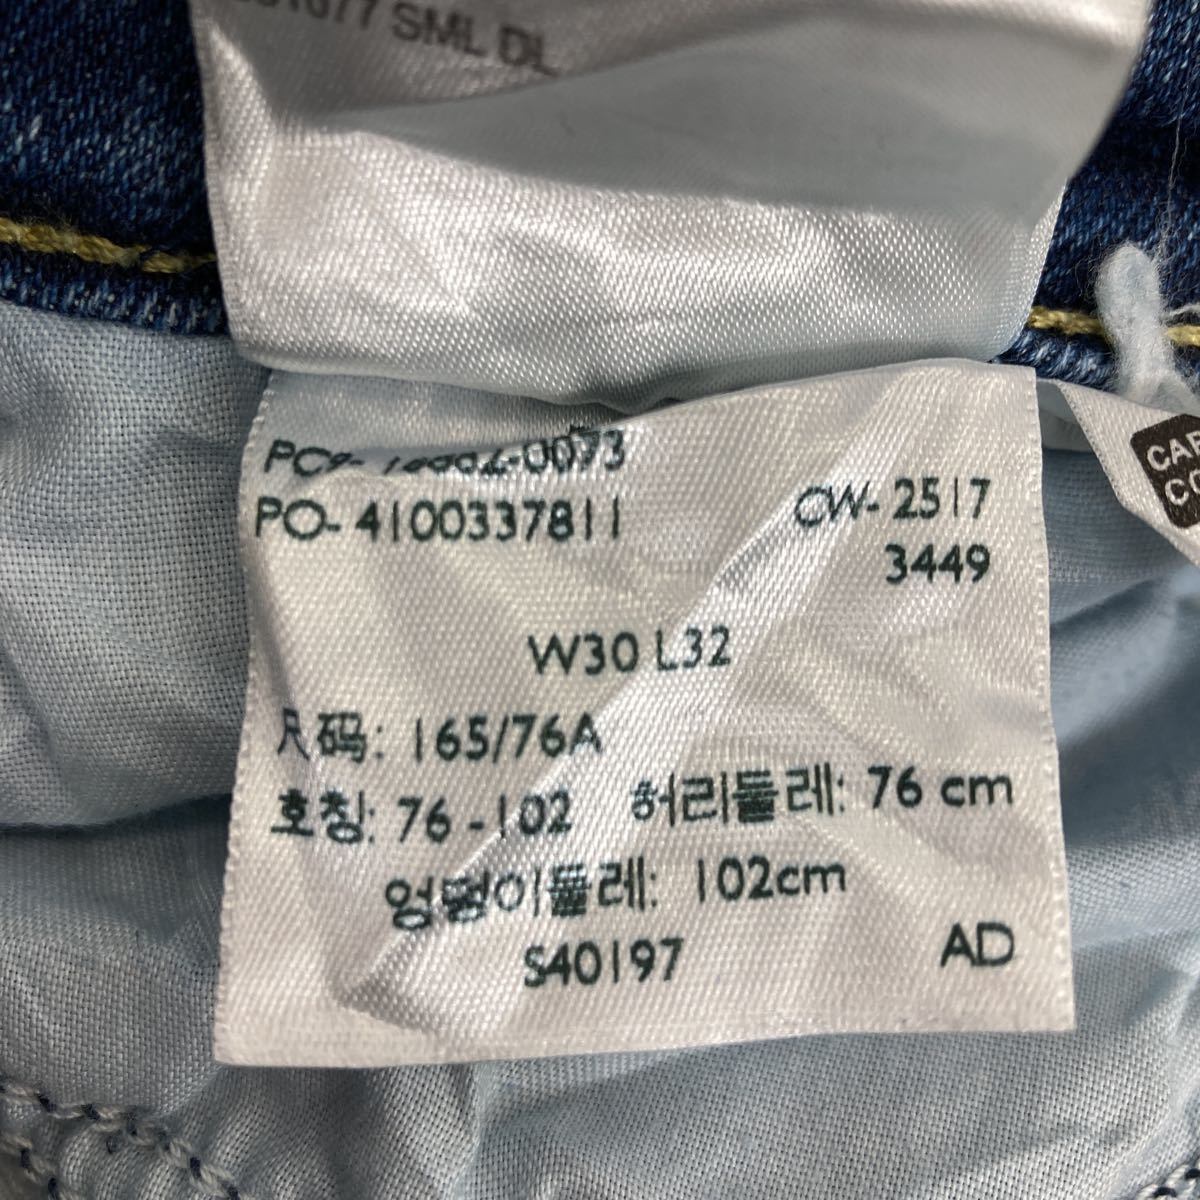 SML DL
0073
PO- 4100337811
CW- 2517
3449
W30 L32
尺码: 165/76A
호칭: 76 - 102 허리둘레: 76 cm
엉덩이둘레: 102cm
S40197 AD